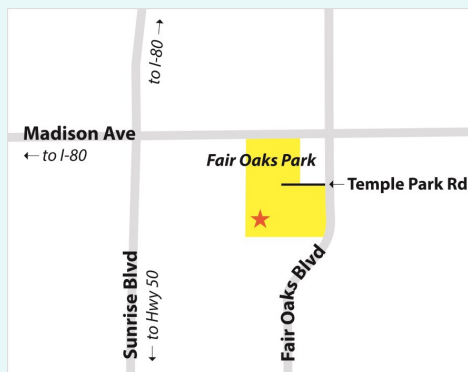 to I-80 →
Madison Ave
← to I-80
Fair Oaks Park
← Temple Park Rd
Sunrise Blvd
← to Hwy 50
Fair Oaks Blvd